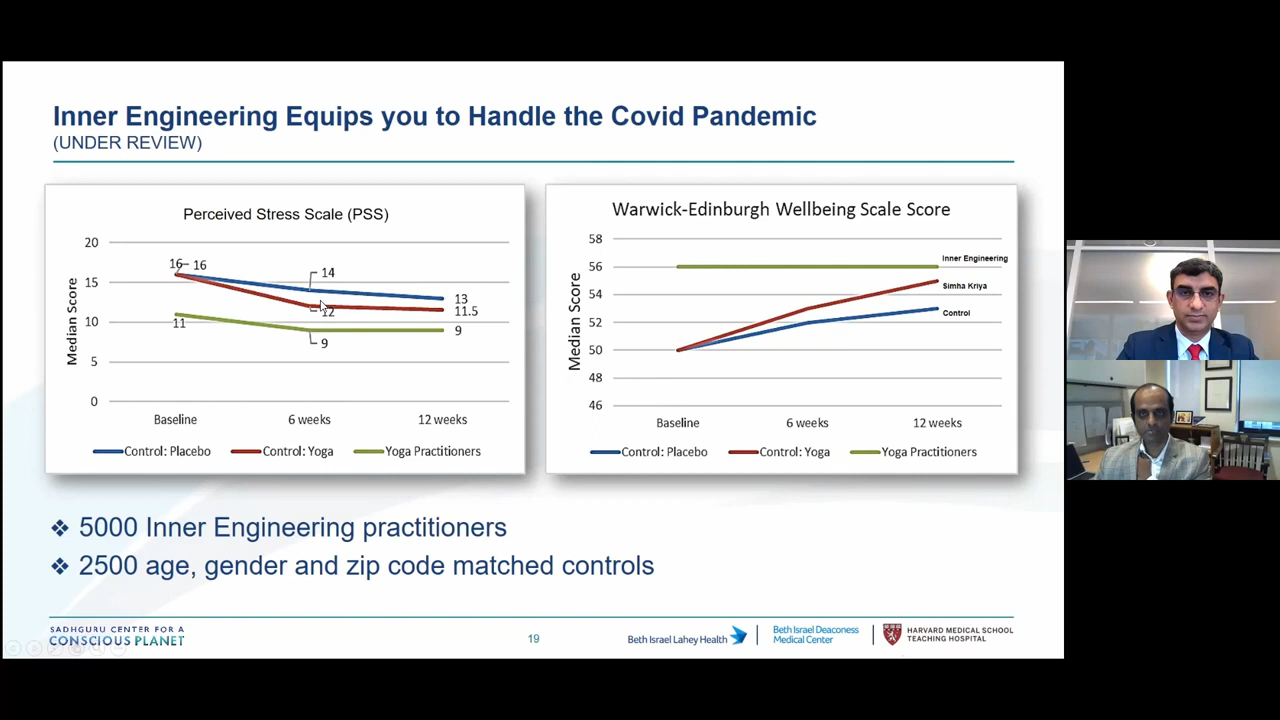 Inner Engineering Equips you to Handle the Covid Pandemic
(UNDER REVIEW)
Perceived Stress Scale (PSS)
Median Score
20
15
10
5
0
16
16
14
13
12
11.5
11
9
9
Baseline
6 weeks
12 weeks
Control: Placebo
Control: Yoga
Yoga Practitioners
Warwick-Edinburgh Wellbeing Scale Score
Median Score
58
56
54
52
50
48
46
Inner Engineering
Simha Kriya
Control
Baseline
6 weeks
12 weeks
Control: Placebo
Control: Yoga
Yoga Practitioners
❖ 5000 Inner Engineering practitioners
❖ 2500 age, gender and zip code matched controls
SADHGURU CENTER FOR A
CONSCIOUS PLANET
19
Beth Israel Lahey Health
Beth Israel Deaconess
Medical Center
HARVARD MEDICAL SCHOOL
TEACHING HOSPITAL